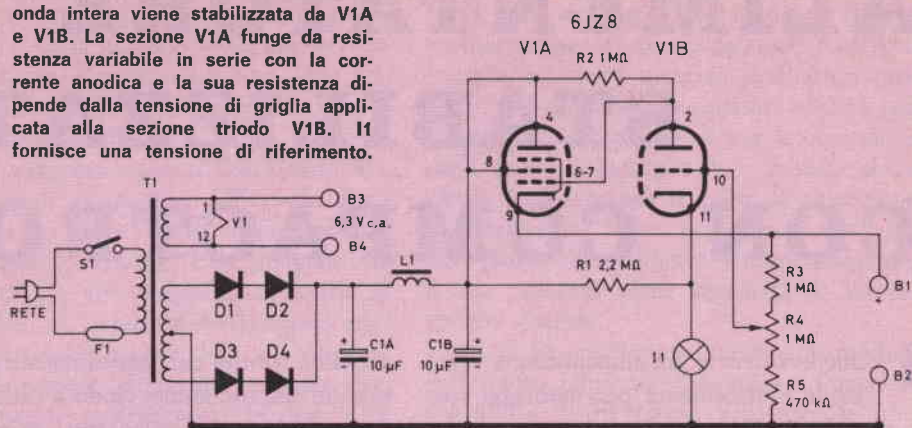 onda intera viene stabilizzata da V1A
e V1B. La sezione V1A funge da resi-
stenza variabile in serie con la cor-
rente anodica e la sua resistenza di-
pende dalla tensione di griglia appli-
cata alla sezione triodo V1B. I1
fornisce una tensione di riferimento.
6JZ8
V1A
V1B
R2 1 MΩ
4
2
8
6-7
10
9
11
T1
1
V1
12
B3
6,3 V c.a.
B4
S1
RETE
F1
D1
D2
D3
D4
L1
R1 2,2 MΩ
C1A
10 µF
C1B
10 µF
I1
R3
1 MΩ
R4
1 MΩ
R5
470 kΩ
B1
+
B2
-